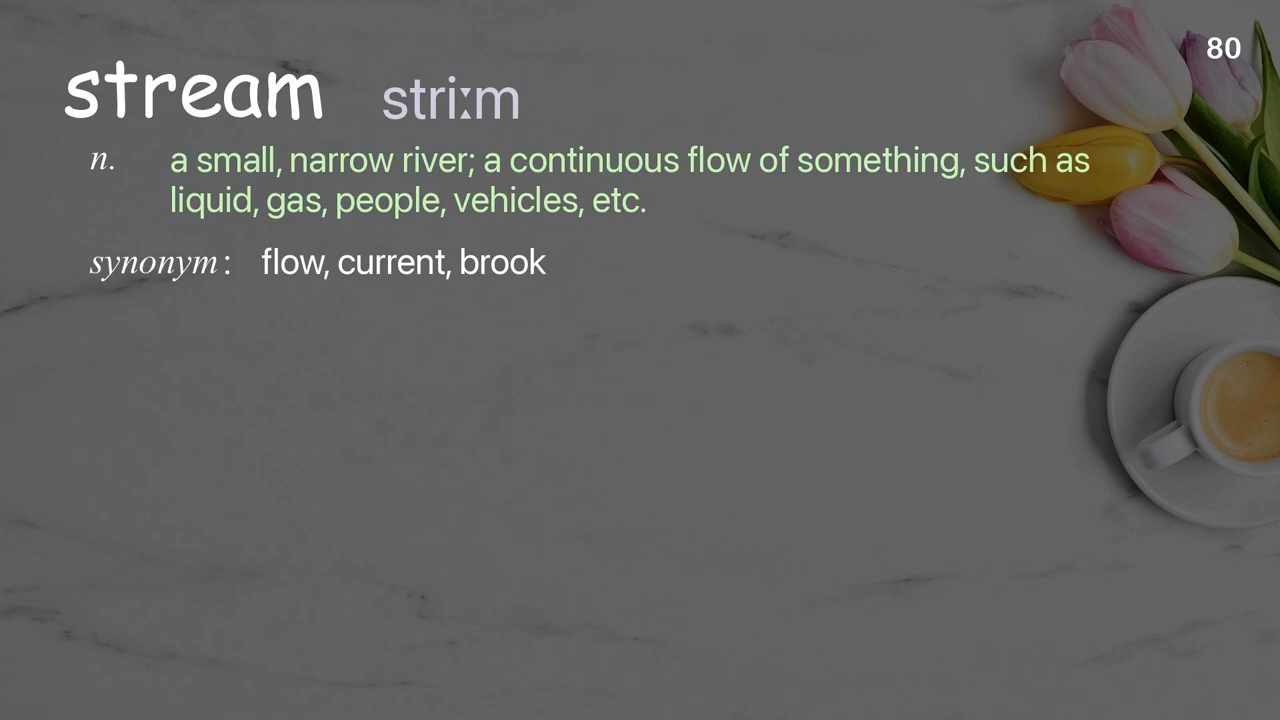 80
stream striːm
n. a small, narrow river; a continuous flow of something, such as
liquid, gas, people, vehicles, etc.
synonym: flow, current, brook